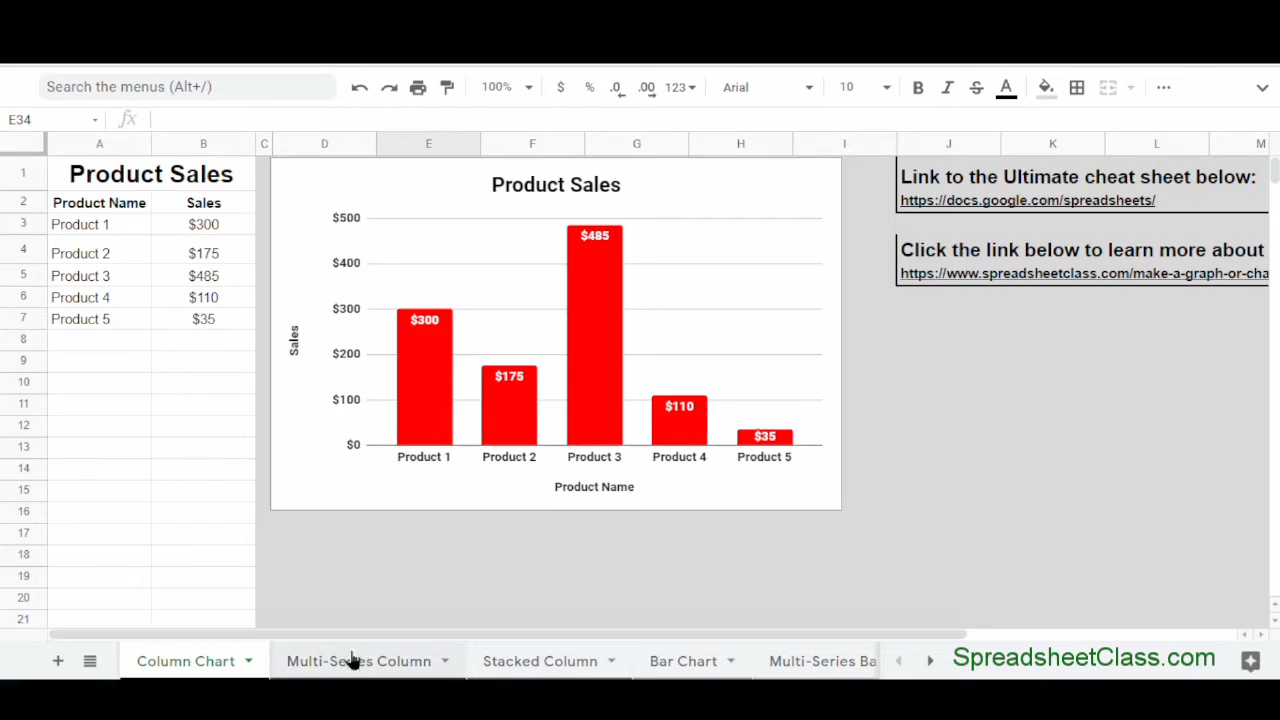 Search the menus (Alt+/) 100% $ % .0 .00 123 Arial 10 B I S A
E34 fx
A B C D E F G H I J K L M
1 Product Sales
2 Product Name Sales
3 Product 1 $300
4 Product 2 $175
5 Product 3 $485
6 Product 4 $110
7 Product 5 $35
8
9
10
11
12
13
14
15
16
17
18
19
20
21
Product Sales
$500
$400
$300
$200
$100
$0
Sales
$300
$175
$485
$110
$35
Product 1 Product 2 Product 3 Product 4 Product 5
Product Name
Link to the Ultimate cheat sheet below:
https://docs.google.com/spreadsheets/
Click the link below to learn more about
https://www.spreadsheetclass.com/make-a-graph-or-cha
Column Chart Multi-Series Column Stacked Column Bar Chart Multi-Series Ba
SpreadsheetClass.com